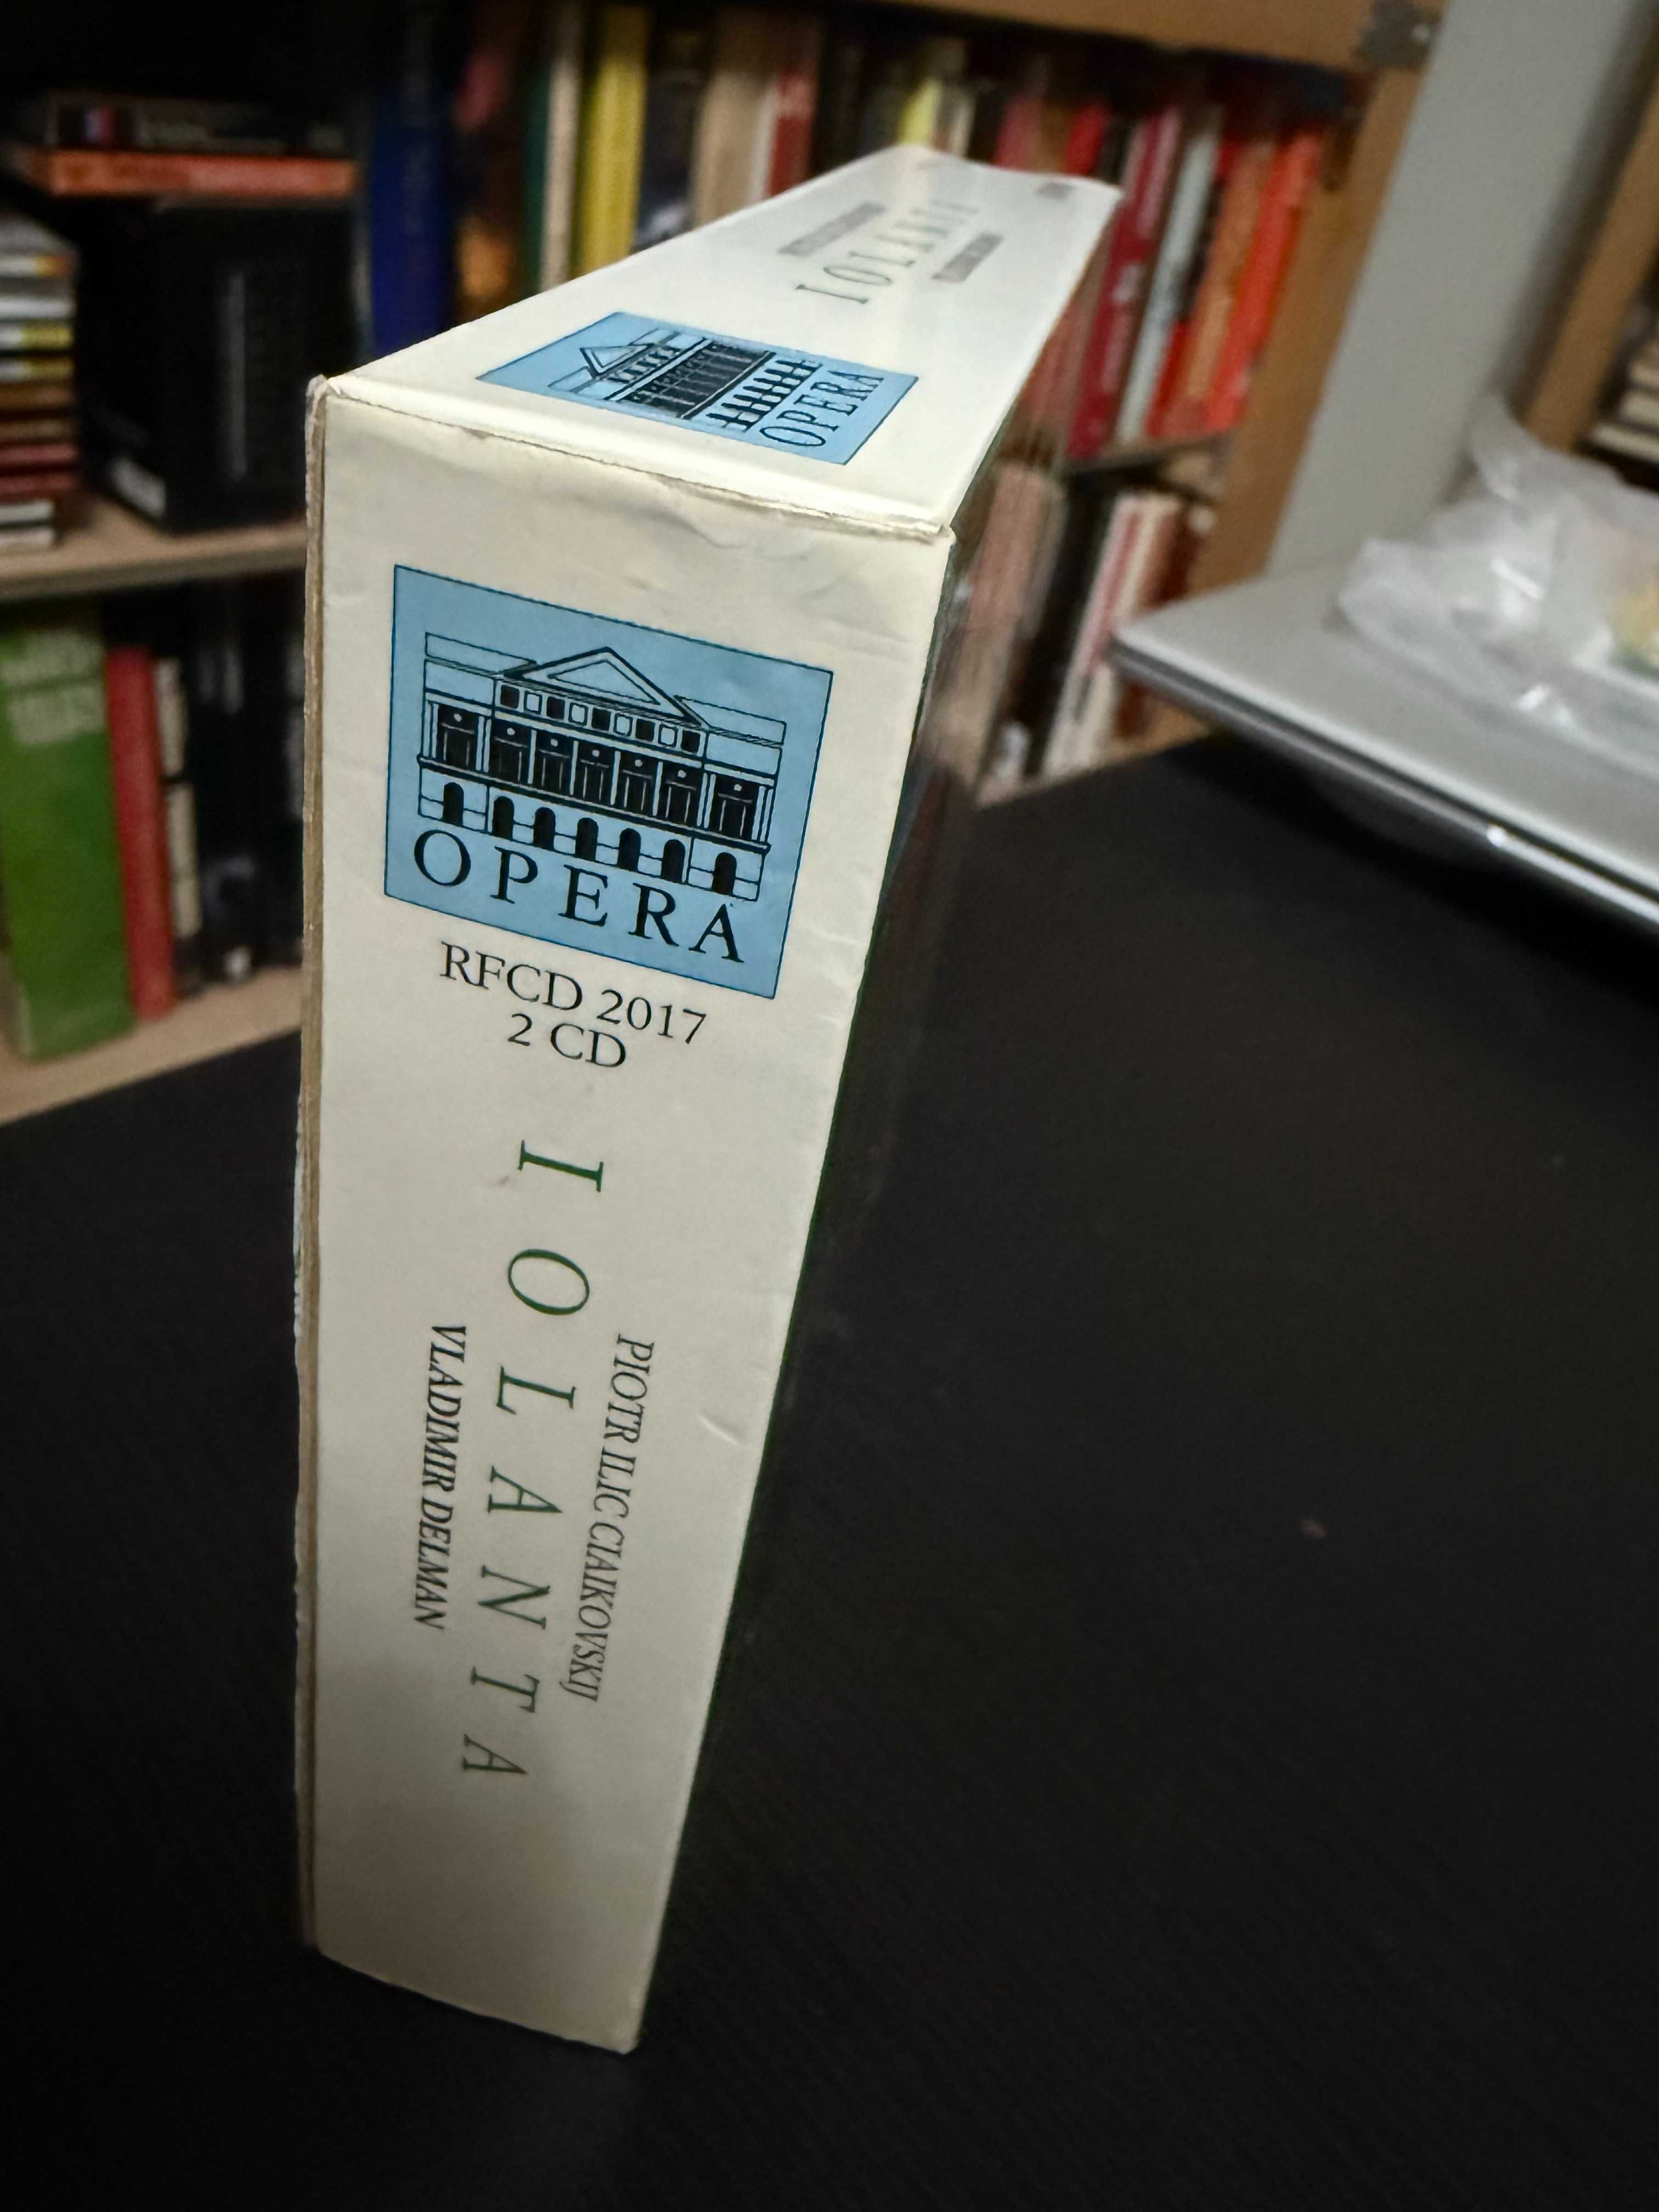 OPERA
OPERA
RFCD 2017
2 CD
PIOTR ILIC CIAIKOVSKIJ
IOLANTA
VLADIMIR DELMAN